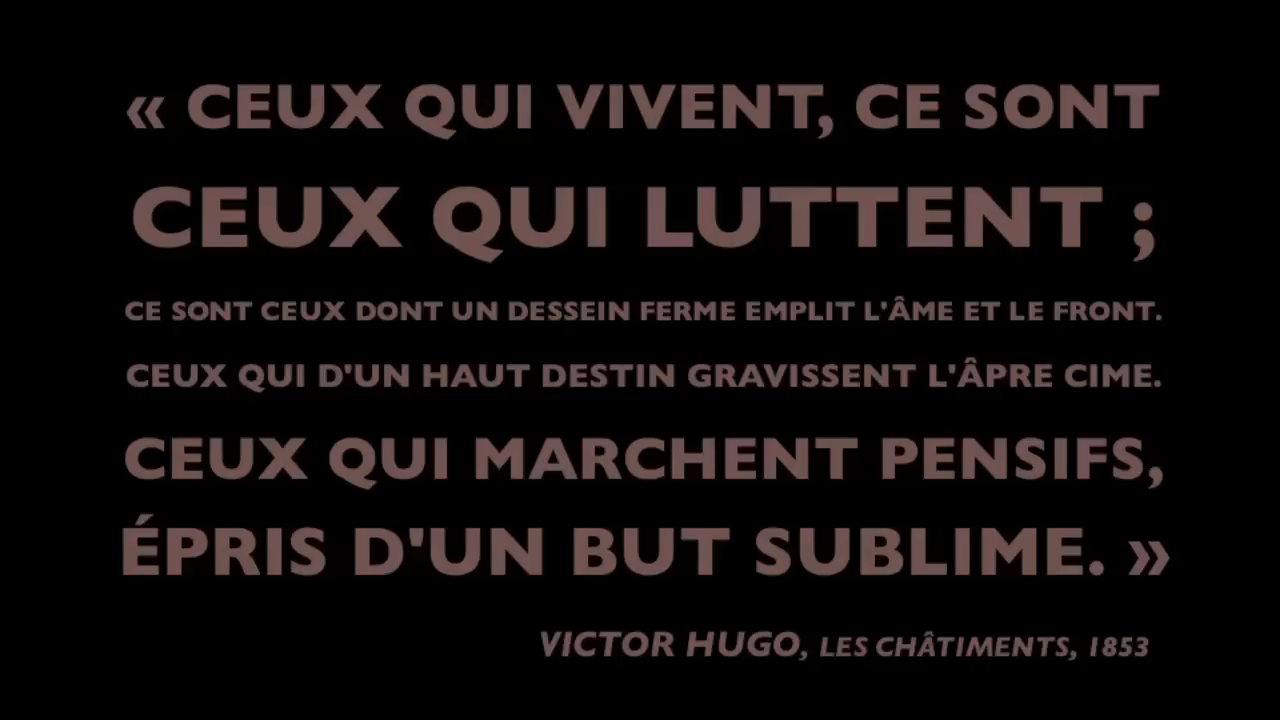 « CEUX QUI VIVENT, CE SONT
CEUX QUI LUTTENT ;
CE SONT CEUX DONT UN DESSEIN FERME EMPLIT L'ÂME ET LE FRONT.
CEUX QUI D'UN HAUT DESTIN GRAVISSENT L'ÂPRE CIME.
CEUX QUI MARCHENT PENSIFS,
ÉPRIS D'UN BUT SUBLIME. »
VICTOR HUGO, LES CHÂTIMENTS, 1853